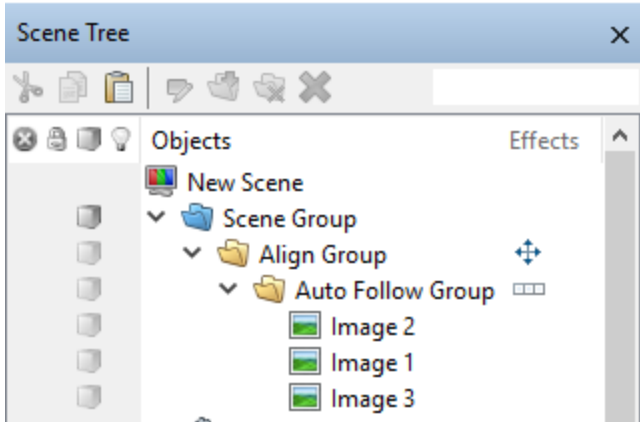 Scene Tree
Objects Effects
New Scene
Scene Group
Align Group
Auto Follow Group
Image 2
Image 1
Image 3